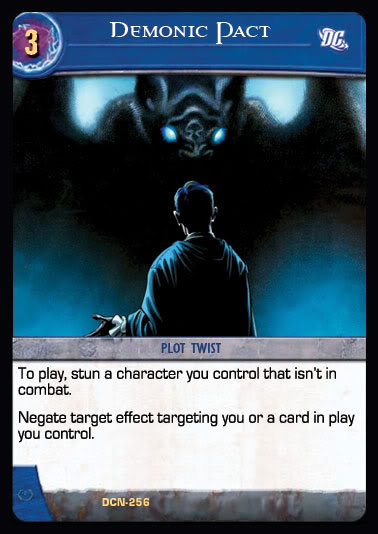 3
Demonic Pact
DC
PLOT TWIST
To play, stun a character you control that isn't in
combat.
Negate target effect targeting you or a card in play
you control.
DCN-256